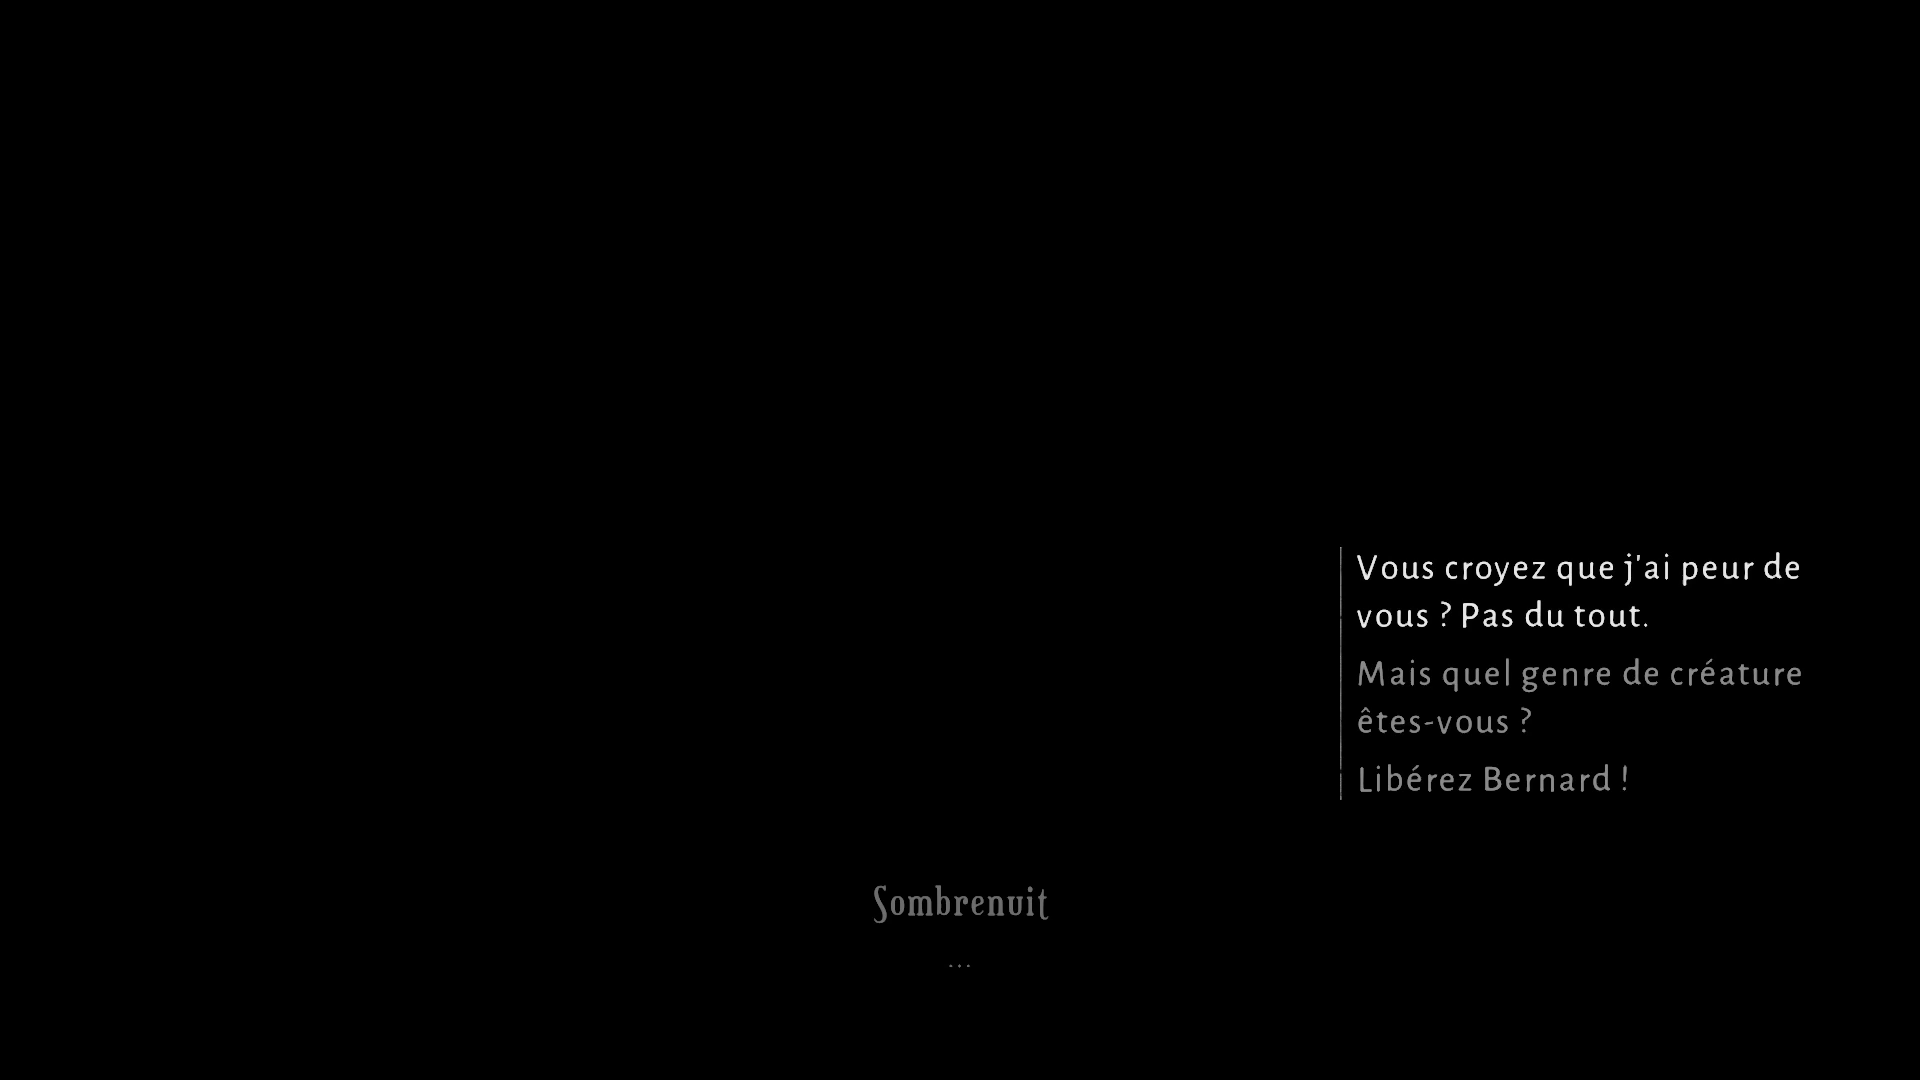 Vous croyez que j'ai peur de
vous ? Pas du tout.
Mais quel genre de créature
êtes-vous ?
Libérez Bernard !
Sombrenuit
...